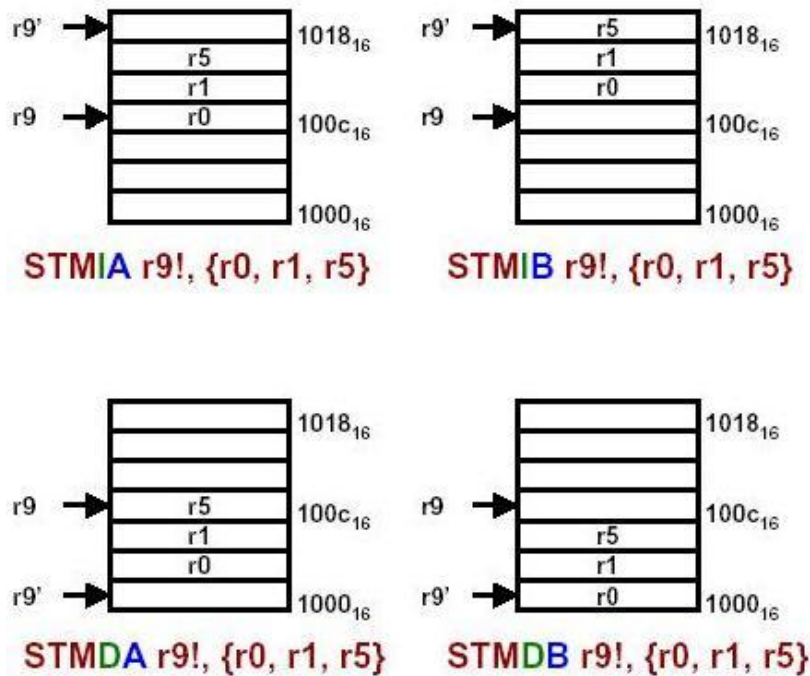 r9’ 1018₁₆
r5
r1
r9 r0 100c₁₆
1000₁₆
STMIA r9!, {r0, r1, r5}
r9’ r5 1018₁₆
r1
r0
r9 100c₁₆
1000₁₆
STMIB r9!, {r0, r1, r5}
1018₁₆
r9 r5 100c₁₆
r1
r0
r9’ 1000₁₆
STMDA r9!, {r0, r1, r5}
1018₁₆
r9 100c₁₆
r5
r1
r9’ r0 1000₁₆
STMDB r9!, {r0, r1, r5}